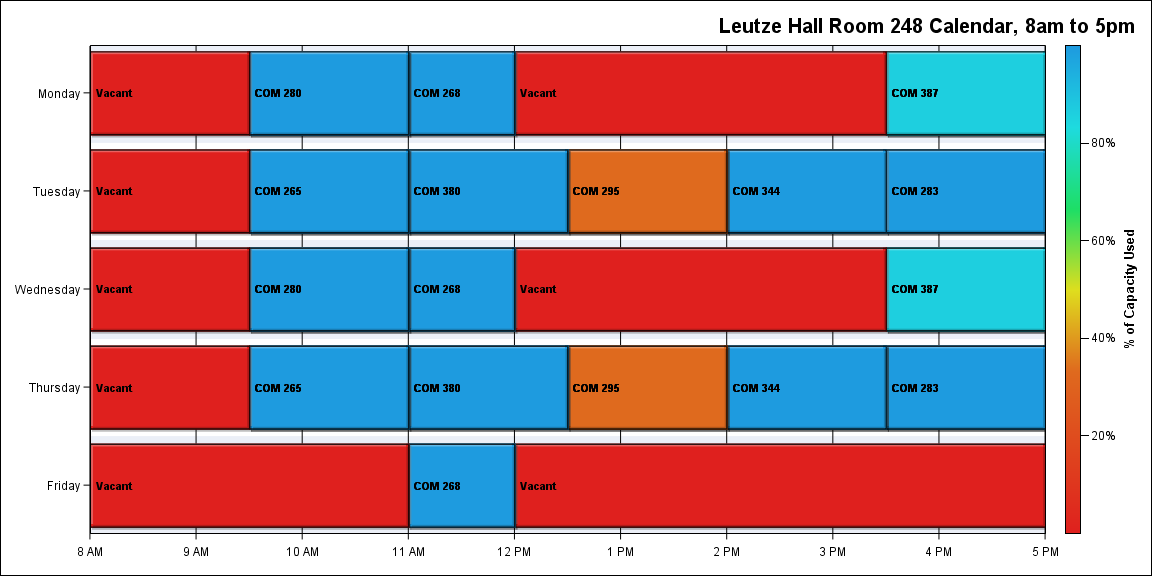 Leutze Hall Room 248 Calendar, 8am to 5pm
Monday
Vacant
COM 280
COM 268
Vacant
COM 387
Tuesday
Vacant
COM 265
COM 380
COM 295
COM 344
COM 283
Wednesday
Vacant
COM 280
COM 268
Vacant
COM 387
Thursday
Vacant
COM 265
COM 380
COM 295
COM 344
COM 283
Friday
Vacant
COM 268
Vacant
8 AM
9 AM
10 AM
11 AM
12 PM
1 PM
2 PM
3 PM
4 PM
5 PM
80%
60%
40%
20%
% of Capacity Used